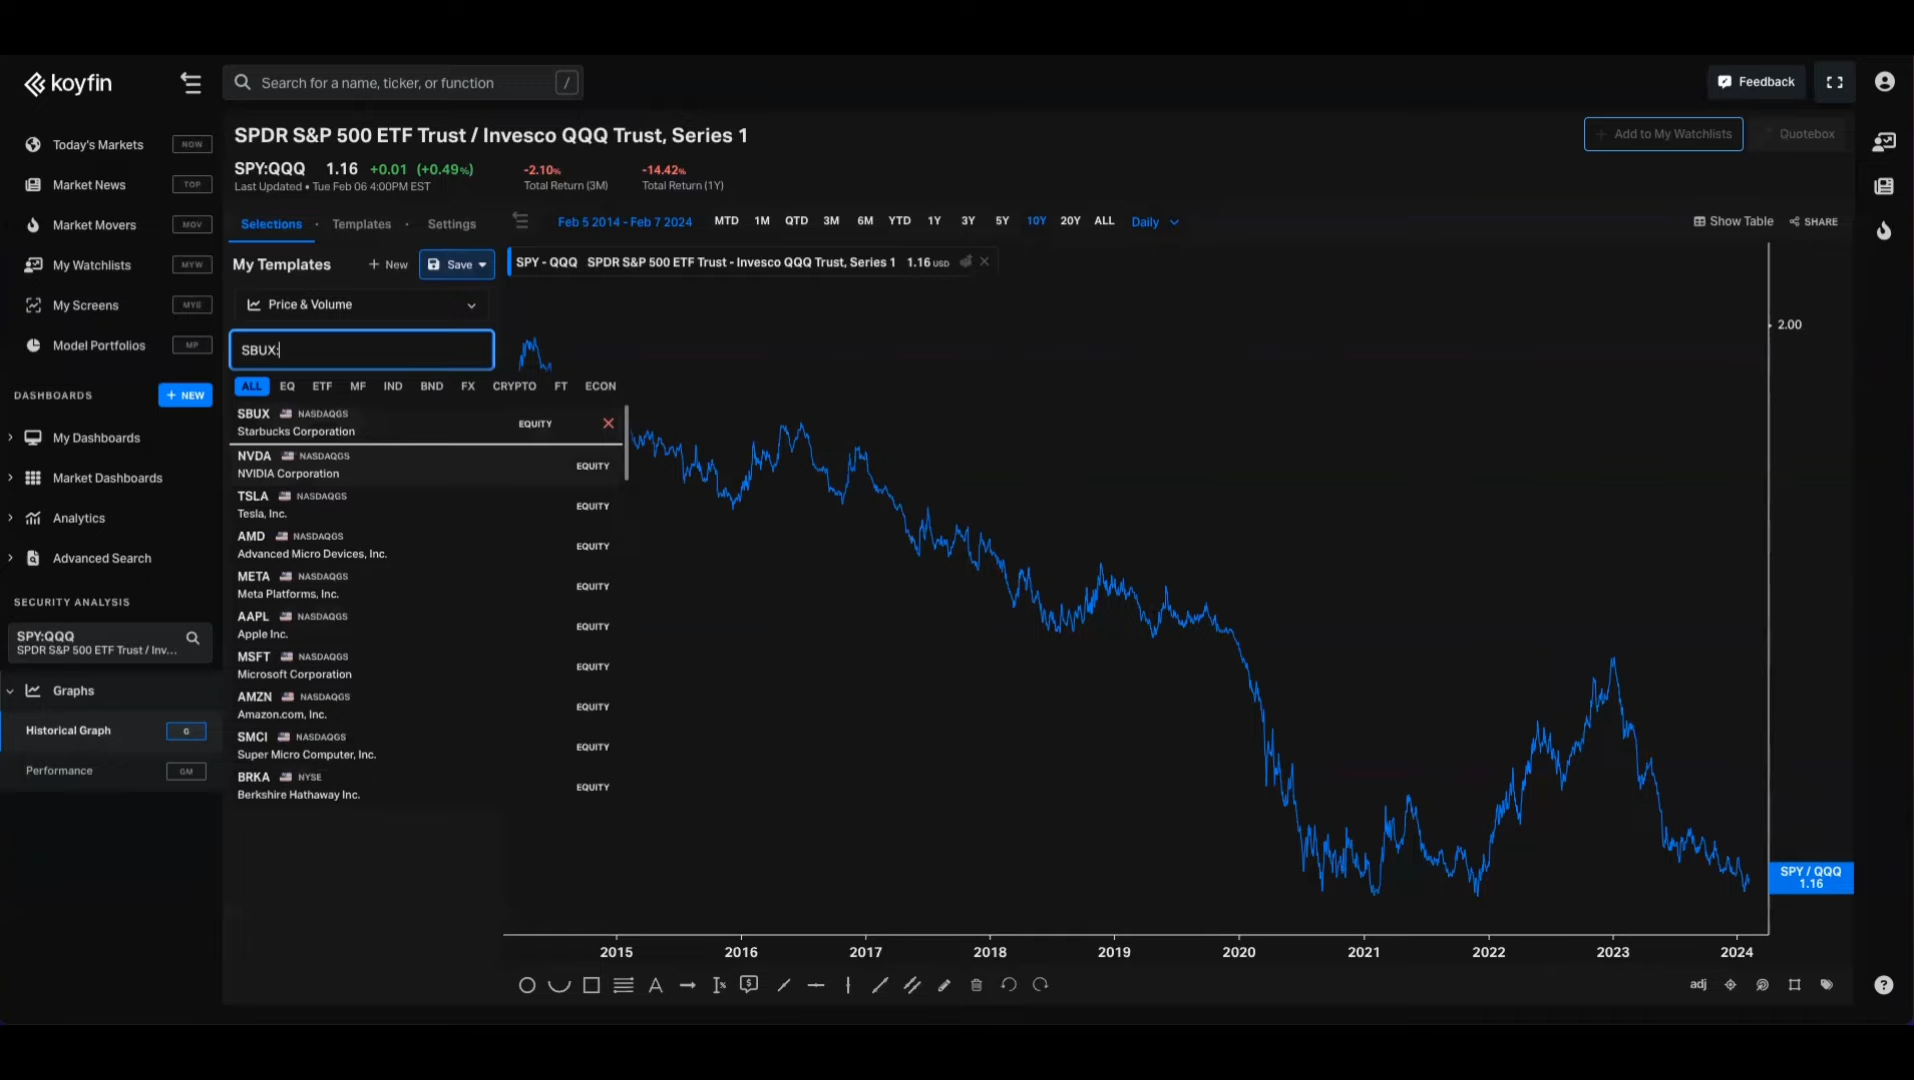 koyfin
Search for a name, ticker, or function /
Feedback
Today's Markets NOW
Market News TOP
Market Movers MOV
My Watchlists MYW
My Screens MYS
Model Portfolios MP
DASHBOARDS + NEW
My Dashboards
Market Dashboards
Analytics
Advanced Search
SECURITY ANALYSIS
SPY:QQQ
SPDR S&P 500 ETF Trust / Inv...
Graphs
Historical Graph G
Performance GM
SPDR S&P 500 ETF Trust / Invesco QQQ Trust, Series 1
+ Add to My Watchlists
Quotebox
SPY:QQQ 1.16 +0.01 (+0.49%)
Last Updated • Tue Feb 06 4:00PM EST
-2.10%
Total Return (3M)
-14.42%
Total Return (1Y)
Selections • Templates • Settings
Feb 5 2014 - Feb 7 2024 MTD 1M QTD 3M 6M YTD 1Y 3Y 5Y 10Y 20Y ALL Daily
Show Table SHARE
My Templates + New Save
SPY - QQQ SPDR S&P 500 ETF Trust - Invesco QQQ Trust, Series 1 1.16 USD
Price & Volume
SBUX:
ALL EQ ETF MF IND BND FX CRYPTO FT ECON
SBUX NASDAQGS
Starbucks Corporation EQUITY
NVDA NASDAQGS
NVIDIA Corporation EQUITY
TSLA NASDAQGS
Tesla, Inc. EQUITY
AMD NASDAQGS
Advanced Micro Devices, Inc. EQUITY
META NASDAQGS
Meta Platforms, Inc. EQUITY
AAPL NASDAQGS
Apple Inc. EQUITY
MSFT NASDAQGS
Microsoft Corporation EQUITY
AMZN NASDAQGS
Amazon.com, Inc. EQUITY
SMCI NASDAQGS
Super Micro Computer, Inc. EQUITY
BRKA NYSE
Berkshire Hathaway Inc. EQUITY
2.00
SPY / QQQ
1.16
2015 2016 2017 2018 2019 2020 2021 2022 2023 2024
adj